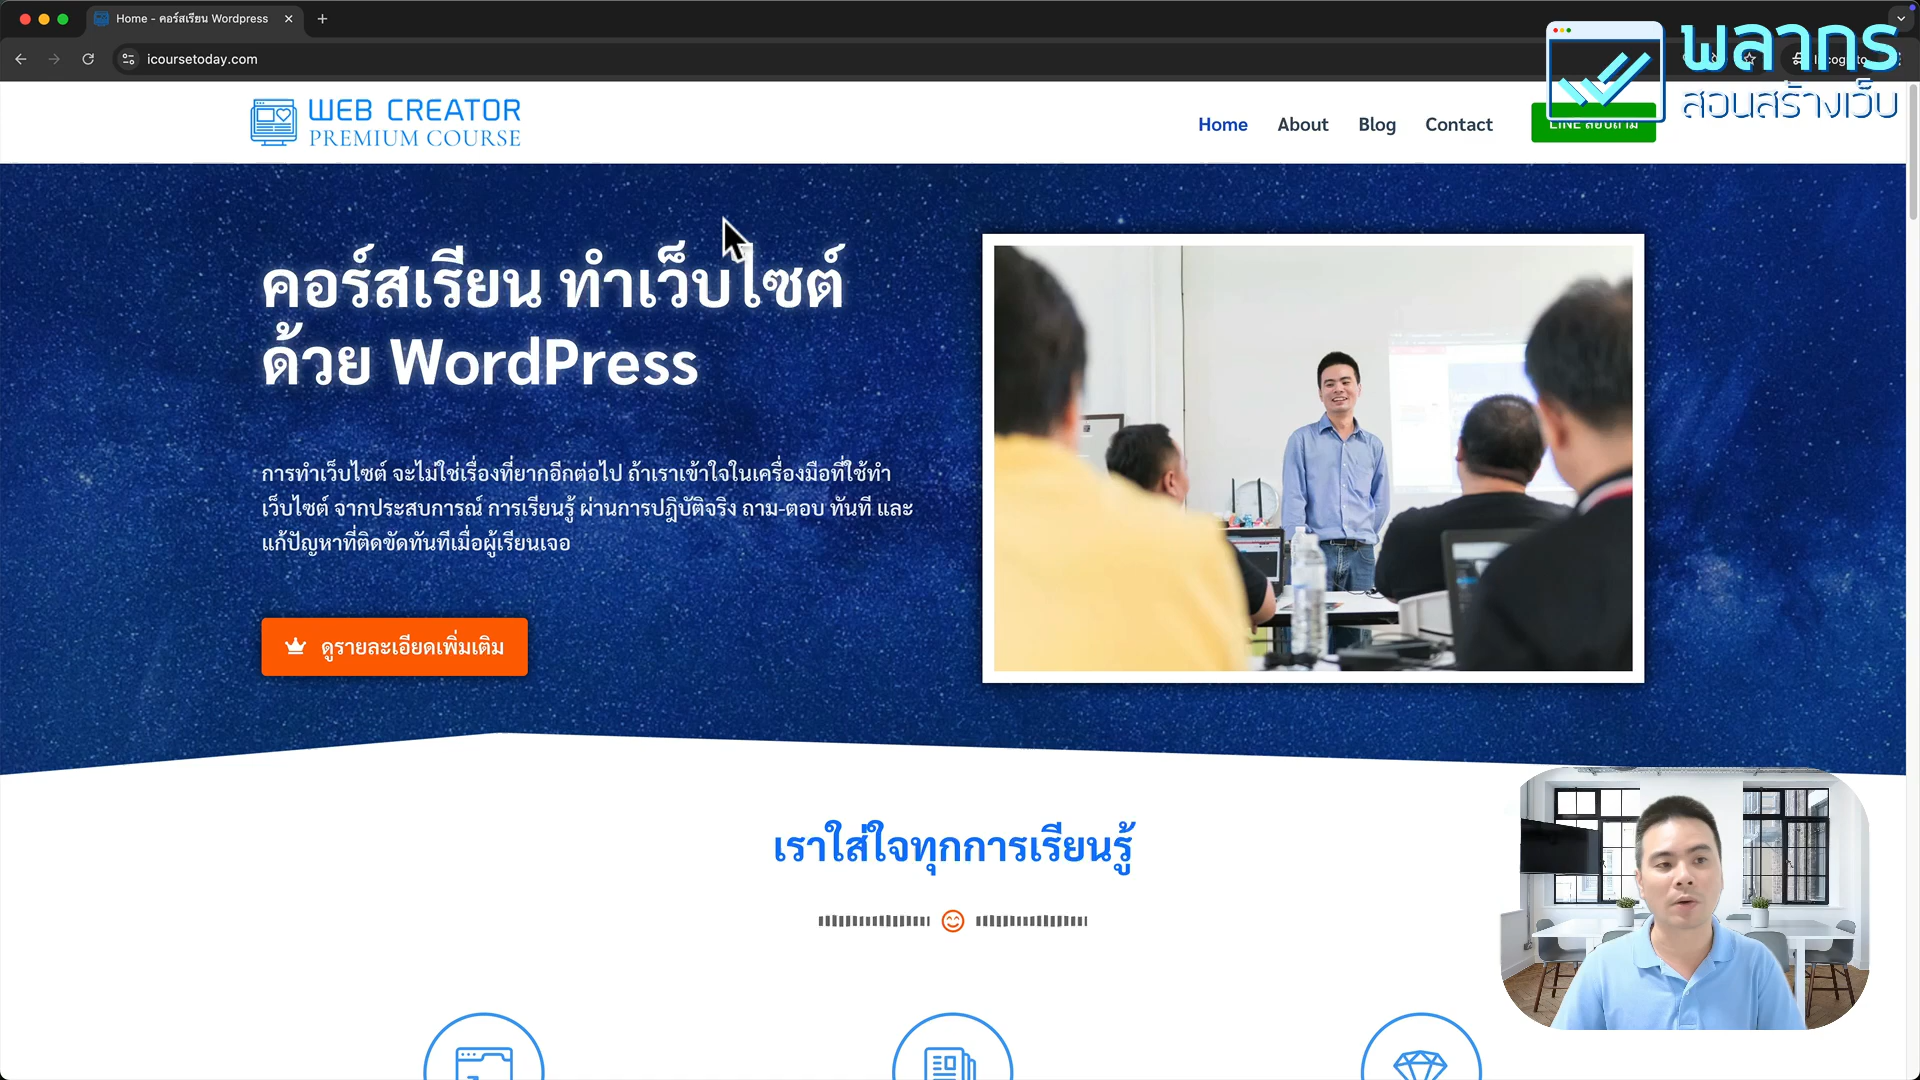 Home - คอร์สเรียน Wordpress
icoursetoday.com
พลากร
สอนสร้างเว็บ
WEB CREATOR
PREMIUM COURSE
Home
About
Blog
Contact
LINE สอบถาม
คอร์สเรียน ทำเว็บไซต์
ด้วย WordPress
การทำเว็บไซต์ จะไม่ใช่เรื่องที่ยากอีกต่อไป ถ้าเราเข้าใจในเครื่องมือที่ใช้ทำ
เว็บไซต์ จากประสบการณ์ การเรียนรู้ ผ่านการปฎิบัติจริง ถาม-ตอบ ทันที และ
แก้ปัญหาที่ติดขัดทันทีเมื่อผู้เรียนเจอ
ดูรายละเอียดเพิ่มเติม
เราใส่ใจทุกการเรียนรู้